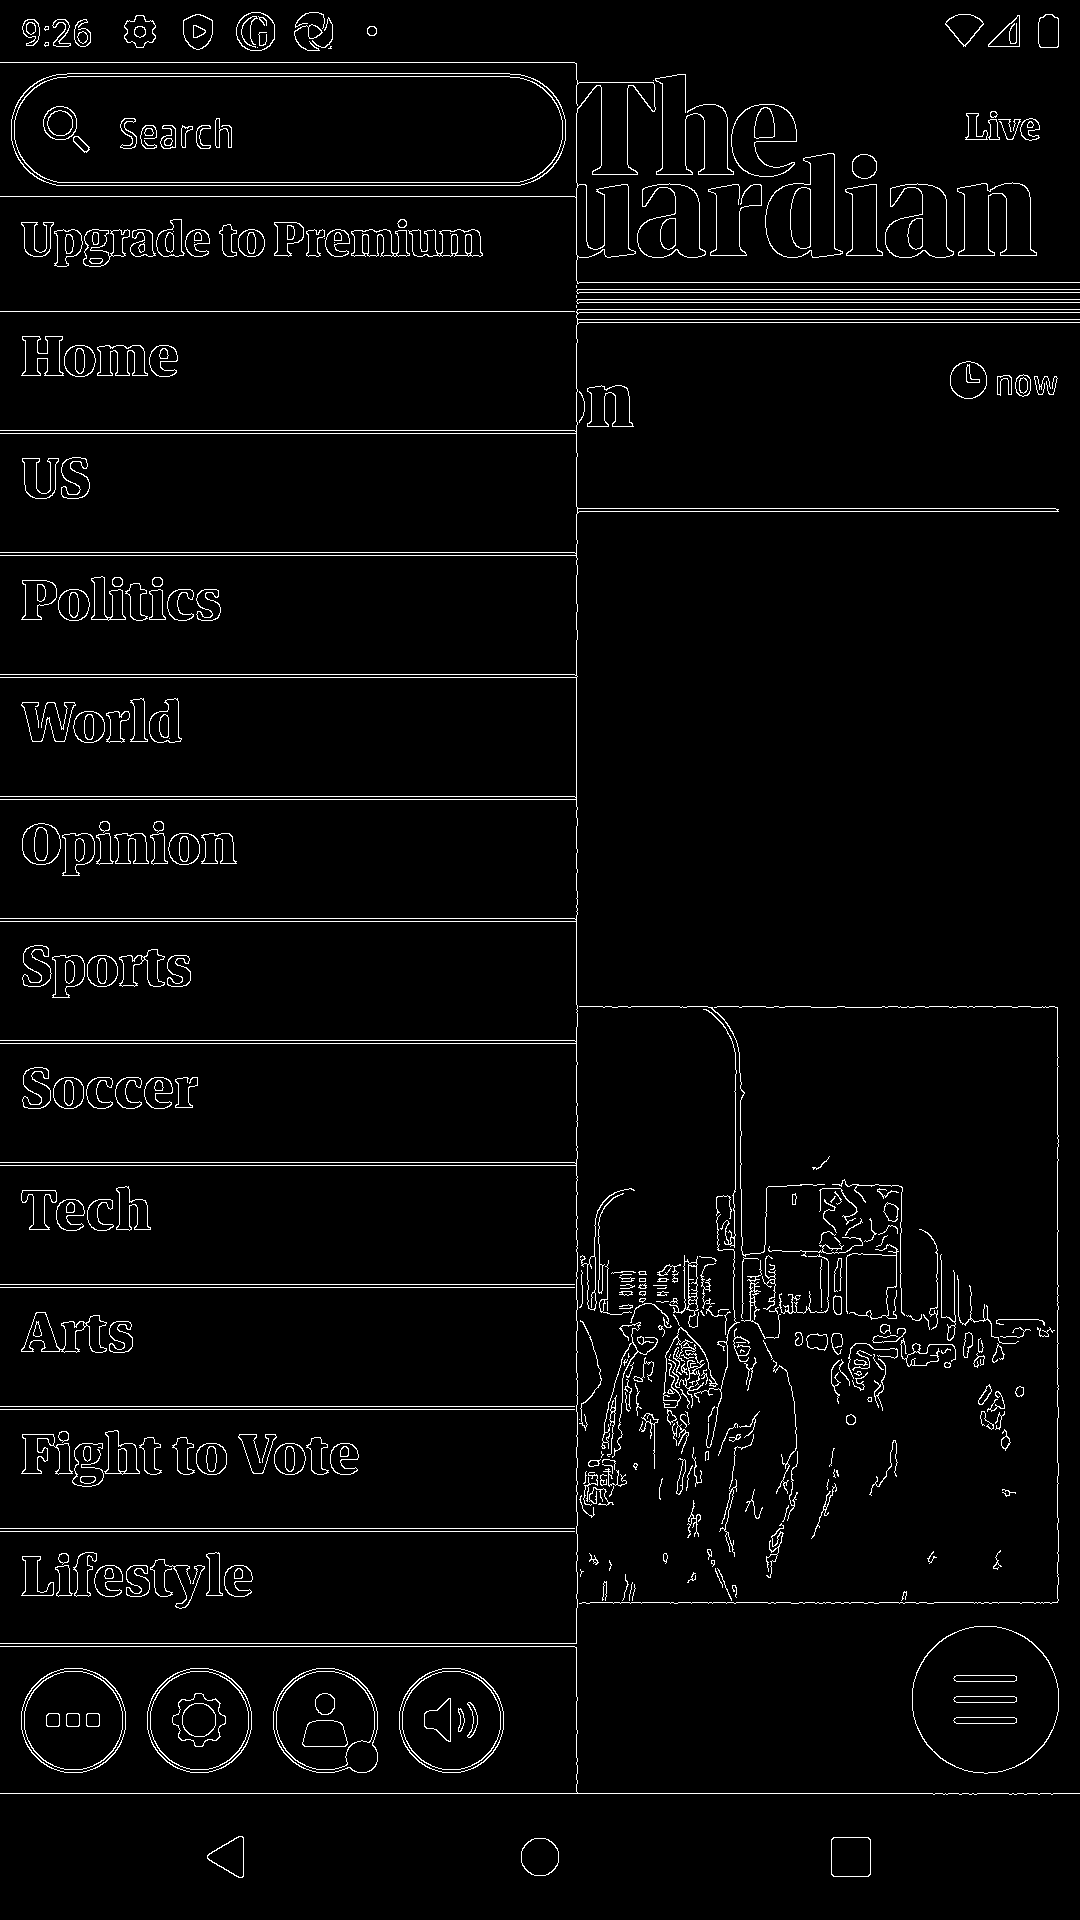 9:26
Search
The
uardian
Live
Upgrade to Premium
Home
on
now
US
Politics
World
Opinion
Sports
Soccer
Tech
Arts
Fight to Vote
Lifestyle